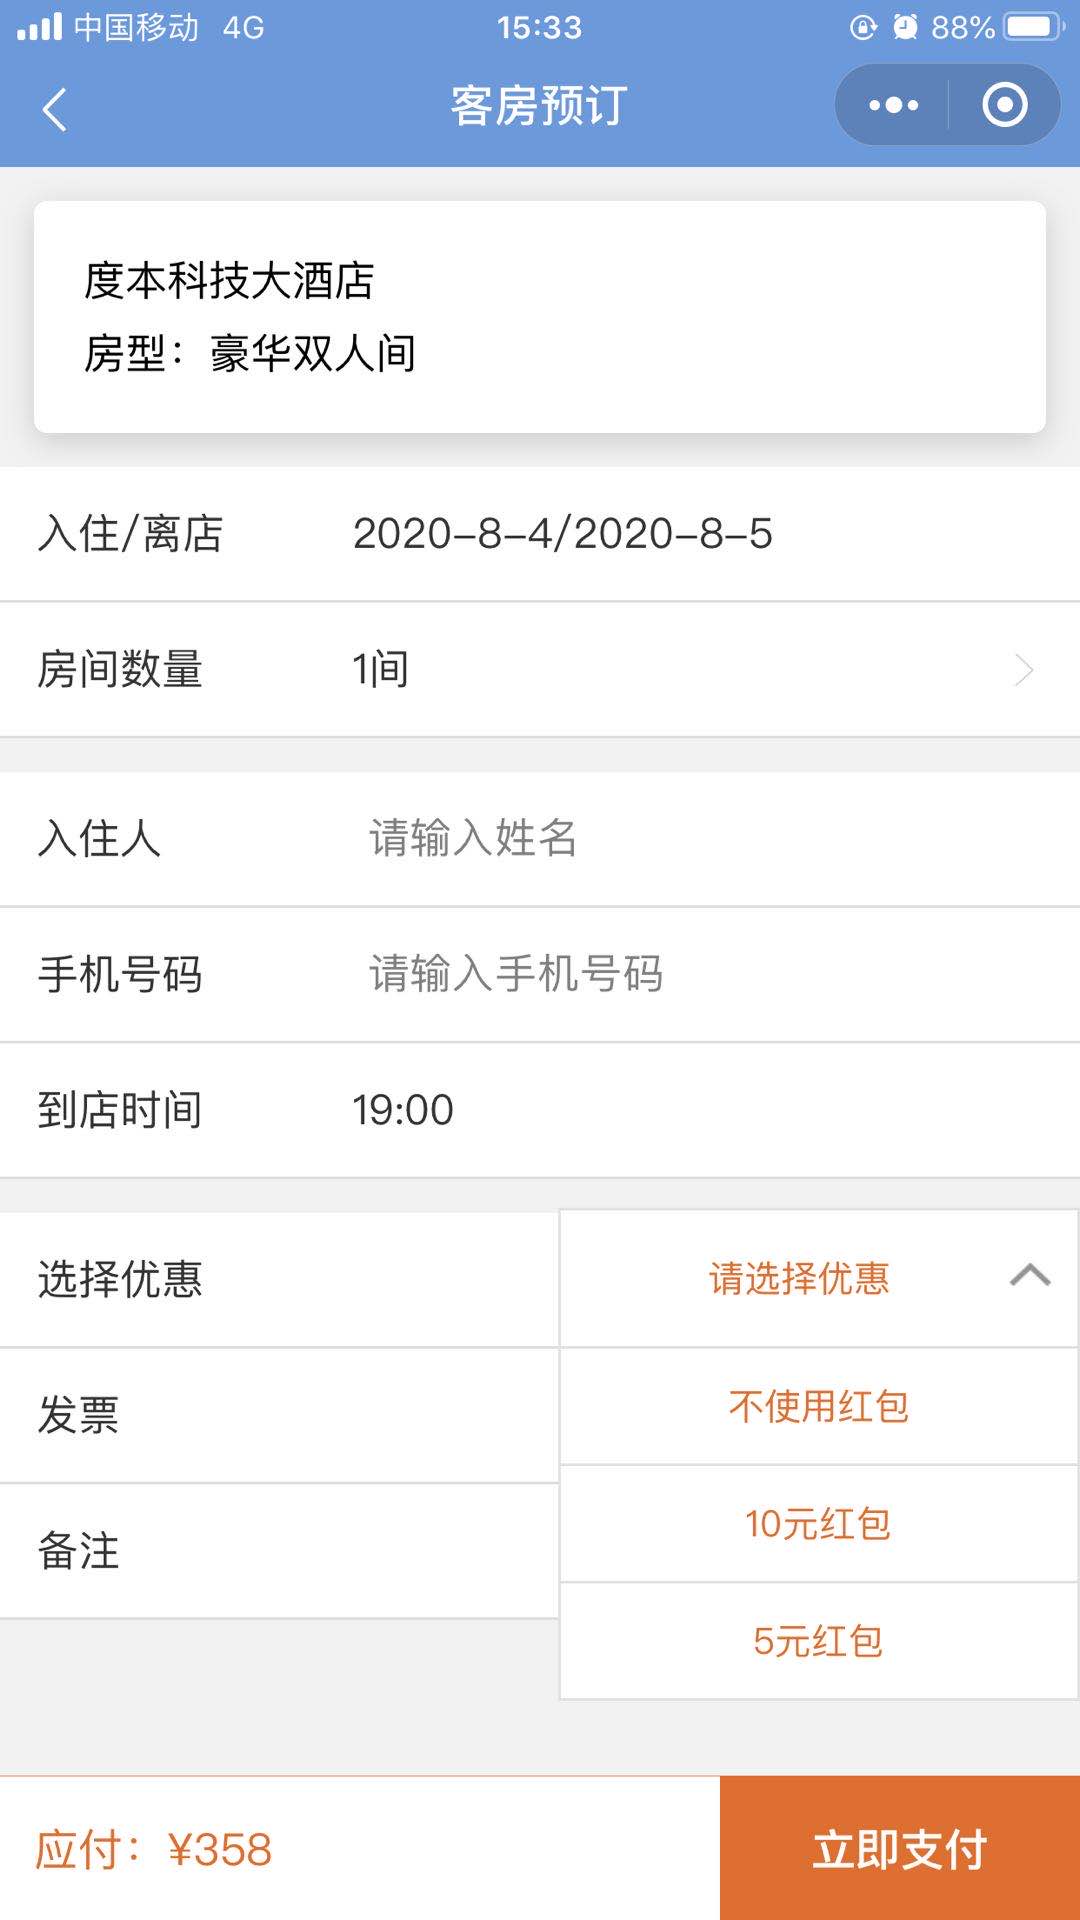 中国移动 4G 15:33 88%
客房预订
度本科技大酒店
房型：豪华双人间
入住/离店 2020-8-4/2020-8-5
房间数量 1间
入住人 请输入姓名
手机号码 请输入手机号码
到店时间 19:00
选择优惠 请选择优惠
不使用红包
发票
10元红包
备注
5元红包
应付：¥358 立即支付